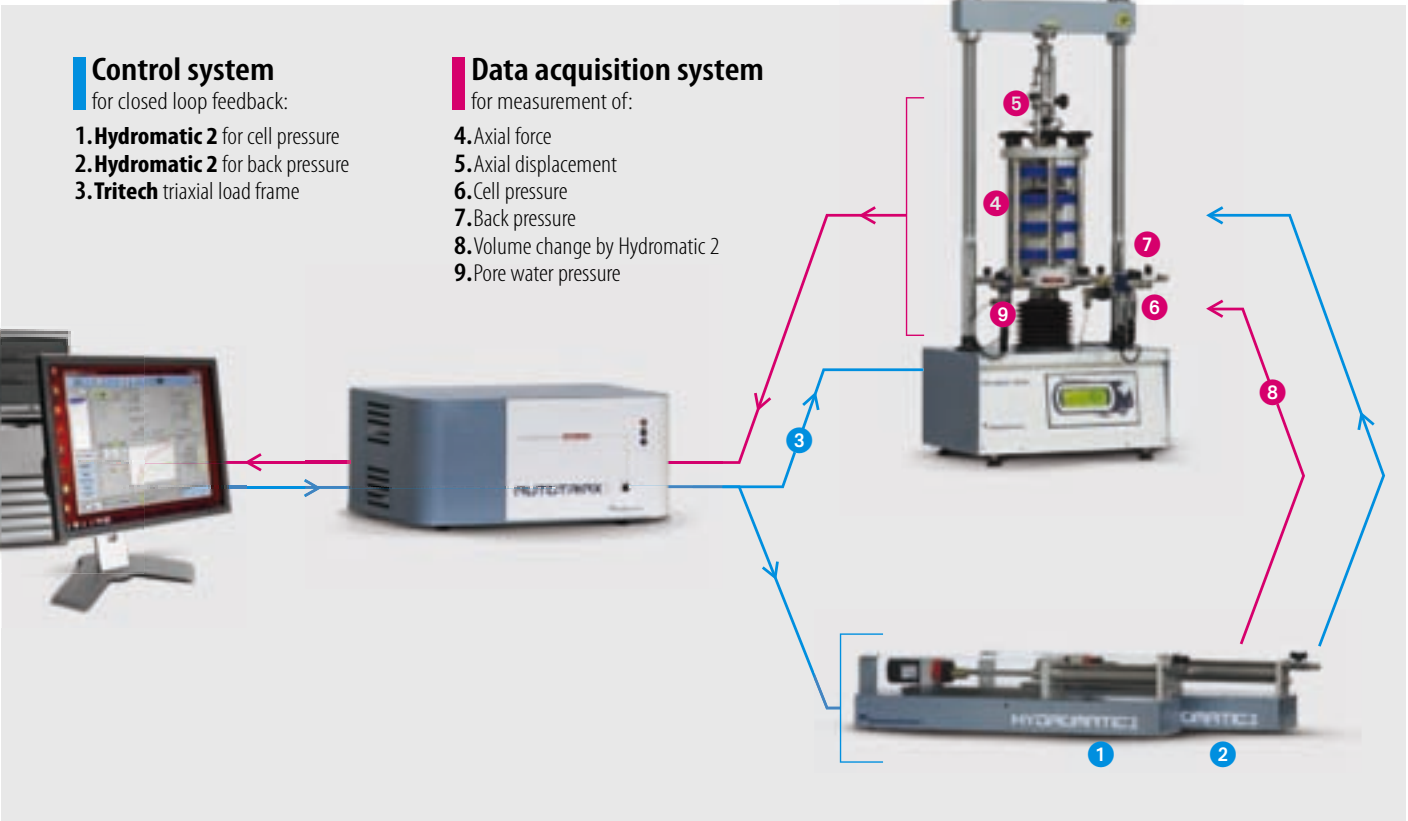 Control system
for closed loop feedback:
1.Hydromatic 2 for cell pressure
2.Hydromatic 2 for back pressure
3.Tritech triaxial load frame
Data acquisition system
for measurement of:
4.Axial force
5.Axial displacement
6.Cell pressure
7.Back pressure
8.Volume change by Hydromatic 2
9.Pore water pressure
5
4
7
9
6
8
3
AUTOTRIAX
HYDROMATIC2
1
2